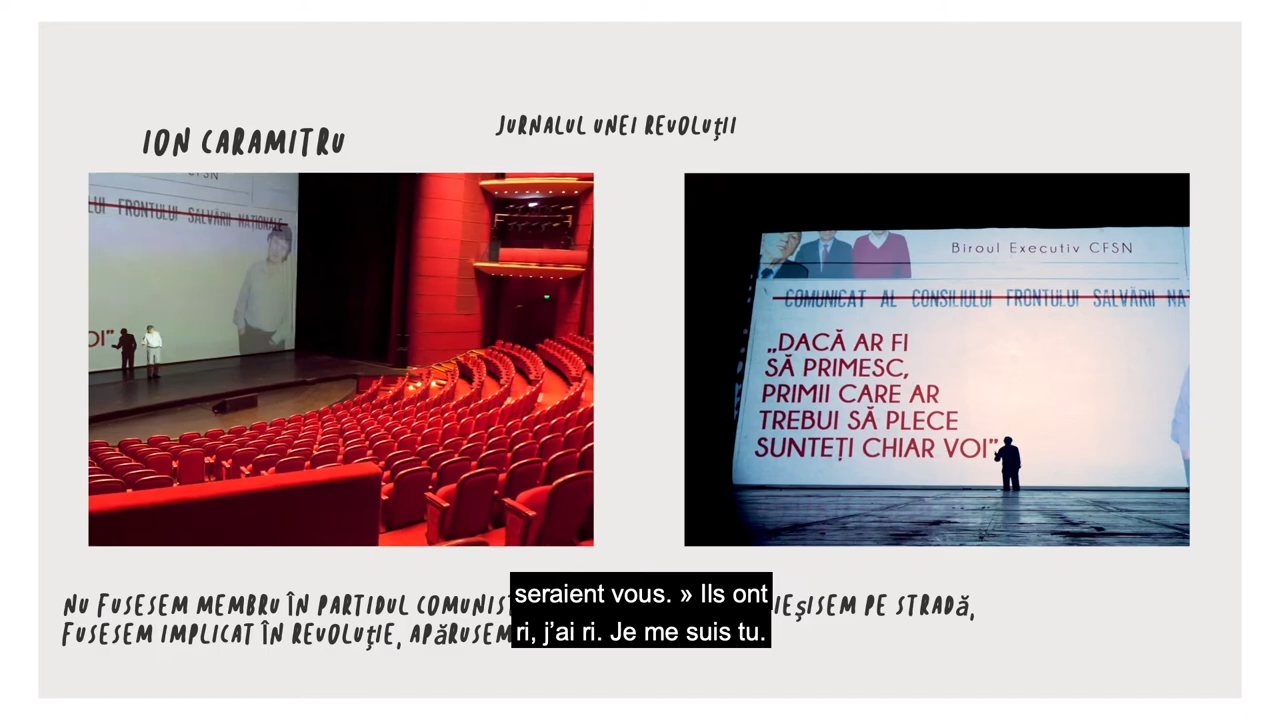 ION CARAMITRU
JURNALUL UNEI REVOLUȚII
CFSN
LUI FRONTULUI SALVĂRII NAȚIONALE
OI”
Biroul Executiv CFSN
COMUNICAT AL CONSILIULUI FRONTULUI SALVĂRII NA
„DACĂ AR FI
SĂ PRIMESC,
PRIMII CARE AR
TREBUI SĂ PLECE
SUNTEȚI CHIAR VOI”
NU FUSESEM MEMBRU ÎN PARTIDUL COMUNIST IEȘISEM PE STRADĂ,
FUSESEM IMPLICAT ÎN REVOLUȚIE, APĂRUSEM
seraient vous. » Ils ont
ri, j’ai ri. Je me suis tu.